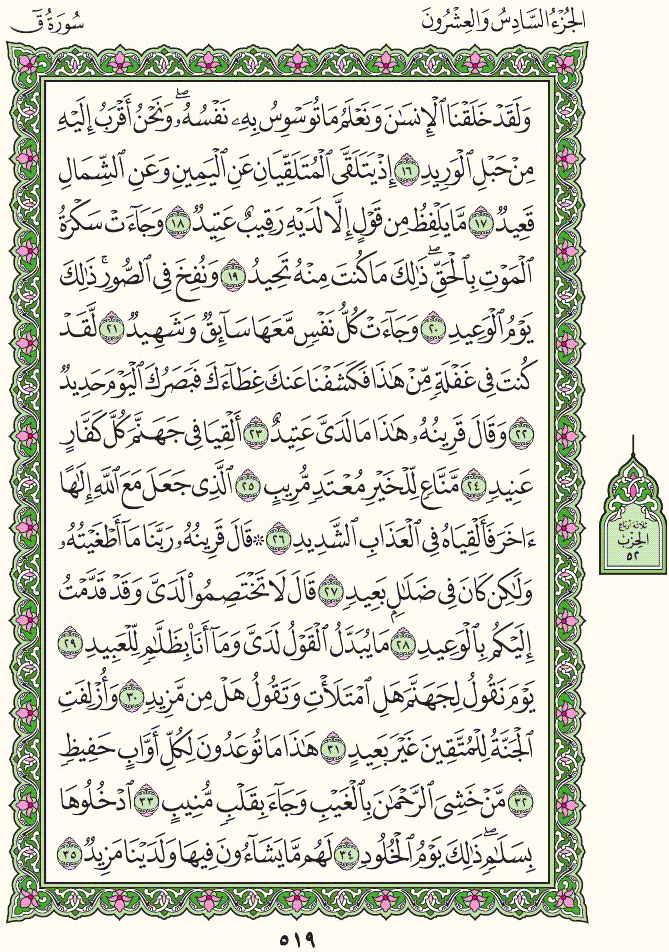 الجُزْءُ السَّادِسُ وَالعِشْرُونَ
سُورَةُ قٓ
وَلَقَدْ خَلَقْنَا ٱلْإِنسَٰنَ وَنَعْلَمُ مَا تُوَسْوِسُ بِهِۦ نَفْسُهُۥۖ وَنَحْنُ أَقْرَبُ إِلَيْهِ
مِنْ حَبْلِ ٱلْوَرِيدِ ١٦ إِذْ يَتَلَقَّى ٱلْمُتَلَقِّيَانِ عَنِ ٱلْيَمِينِ وَعَنِ ٱلشِّمَالِ
قَعِيدٌ ١٧ مَّا يَلْفِظُ مِن قَوْلٍ إِلَّا لَدَيْهِ رَقِيبٌ عَتِيدٌ ١٨ وَجَآءَتْ سَكْرَةُ
ٱلْمَوْتِ بِٱلْحَقِّۖ ذَٰلِكَ مَا كُنتَ مِنْهُ تَحِيدُ ١٩ وَنُفِخَ فِى ٱلصُّورِۚ ذَٰلِكَ
يَوْمُ ٱلْوَعِيدِ ٢٠ وَجَآءَتْ كُلُّ نَفْسٍ مَّعَهَا سَآئِقٌ وَشَهِيدٌ ٢١ لَّقَدْ
كُنتَ فِى غَفْلَةٍ مِّنْ هَٰذَا فَكَشَفْنَا عَنكَ غِطَآءَكَ فَبَصَرُكَ ٱلْيَوْمَ حَدِيدٌ
٢٢ وَقَالَ قَرِينُهُۥ هَٰذَا مَا لَدَىَّ عَتِيدٌ ٢٣ أَلْقِيَا فِى جَهَنَّمَ كُلَّ كَفَّارٍ
عَنِيدٍ ٢٤ مَّنَّاعٍ لِّلْخَيْرِ مُعْتَدٍ مُّرِيبٍ ٢٥ ٱلَّذِى جَعَلَ مَعَ ٱللَّهِ إِلَٰهًا
ءَاخَرَ فَأَلْقِيَاهُ فِى ٱلْعَذَابِ ٱلشَّدِيدِ ٢٦ ۞ قَالَ قَرِينُهُۥ رَبَّنَا مَآ أَطْغَيْتُهُۥ
وَلَٰكِن كَانَ فِى ضَلَٰلٍۭ بَعِيدٍ ٢٧ قَالَ لَا تَخْتَصِمُوا۟ لَدَىَّ وَقَدْ قَدَّمْتُ
إِلَيْكُم بِٱلْوَعِيدِ ٢٨ مَا يُبَدَّلُ ٱلْقَوْلُ لَدَىَّ وَمَآ أَنَا۠ بِظَلَّٰمٍ لِّلْعَبِيدِ ٢٩
يَوْمَ نَقُولُ لِجَهَنَّمَ هَلِ ٱمْتَلَأْتِ وَتَقُولُ هَلْ مِن مَّزِيدٍ ٣٠ وَأُزْلِفَتِ
ٱلْجَنَّةُ لِلْمُتَّقِينَ غَيْرَ بَعِيدٍ ٣١ هَٰذَا مَا تُوعَدُونَ لِكُلِّ أَوَّابٍ حَفِيظٍ
٣٢ مَّنْ خَشِىَ ٱلرَّحْمَٰنَ بِٱلْغَيْبِ وَجَآءَ بِقَلْبٍ مُّنِيبٍ ٣٣ ٱدْخُلُوهَا
بِسَلَٰمٍۖ ذَٰلِكَ يَوْمُ ٱلْخُلُودِ ٣٤ لَهُم مَّا يَشَآءُونَ فِيهَا وَلَدَيْنَا مَزِيدٌ ٣٥
ثلاثة أرباع
الحزب
٥٢
٥١٩